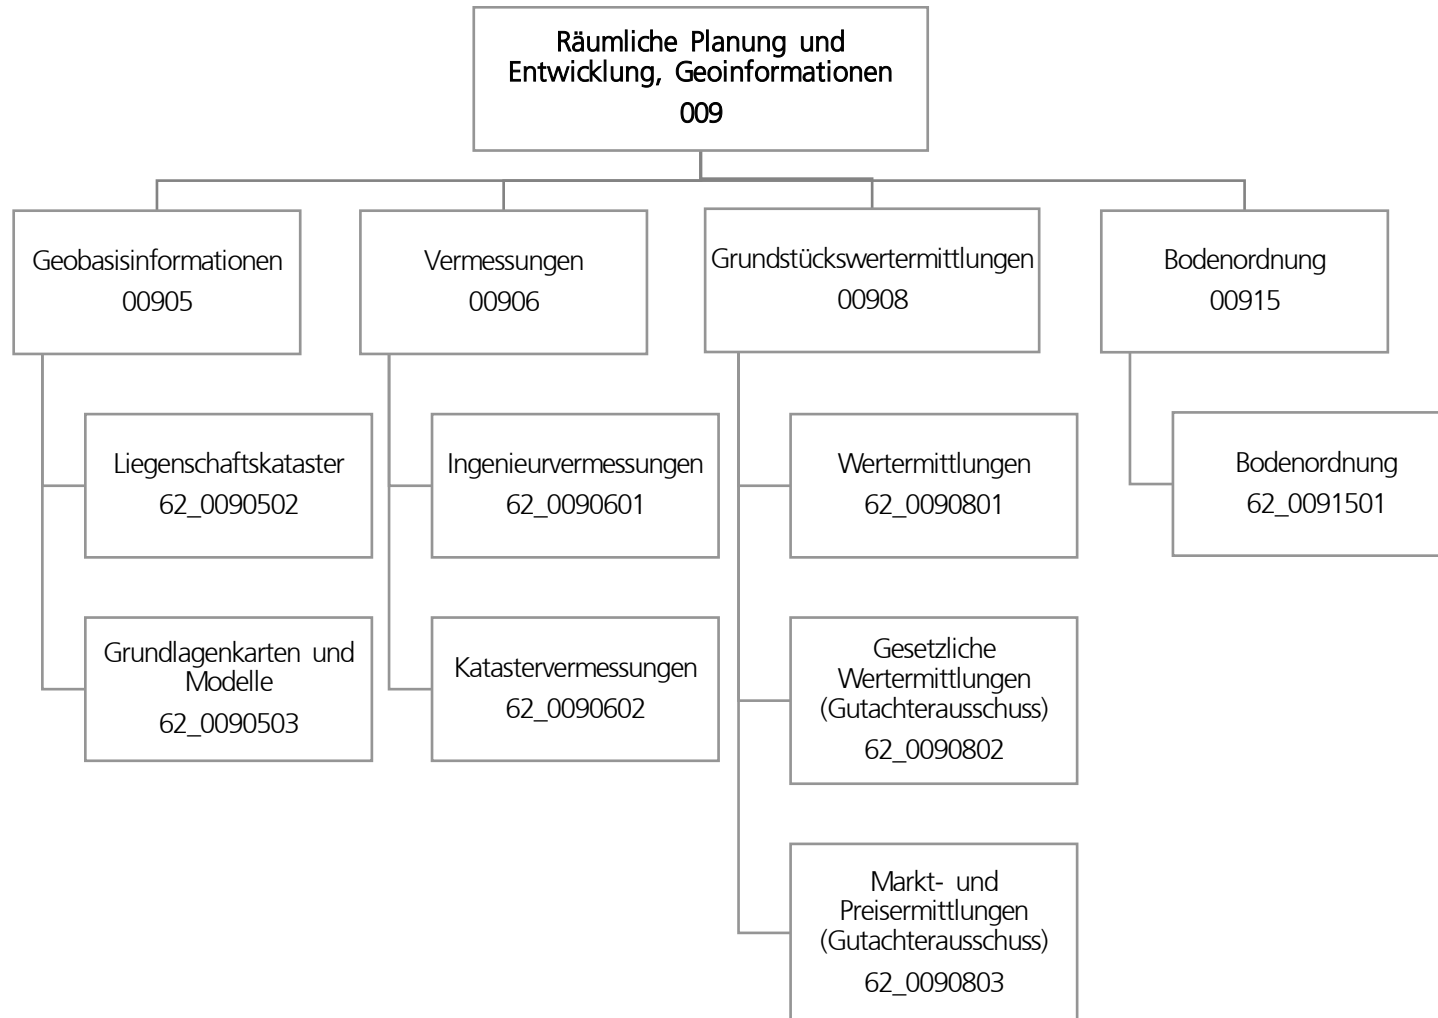 Räumliche Planung und
Entwicklung, Geoinformationen
009
Geobasisinformationen
00905
Vermessungen
00906
Grundstückswertermittlungen
00908
Bodenordnung
00915
Liegenschaftskataster
62_0090502
Ingenieurvermessungen
62_0090601
Wertermittlungen
62_0090801
Bodenordnung
62_0091501
Grundlagenkarten und
Modelle
62_0090503
Katastervermessungen
62_0090602
Gesetzliche
Wertermittlungen
(Gutachterausschuss)
62_0090802
Markt- und
Preisermittlungen
(Gutachterausschuss)
62_0090803